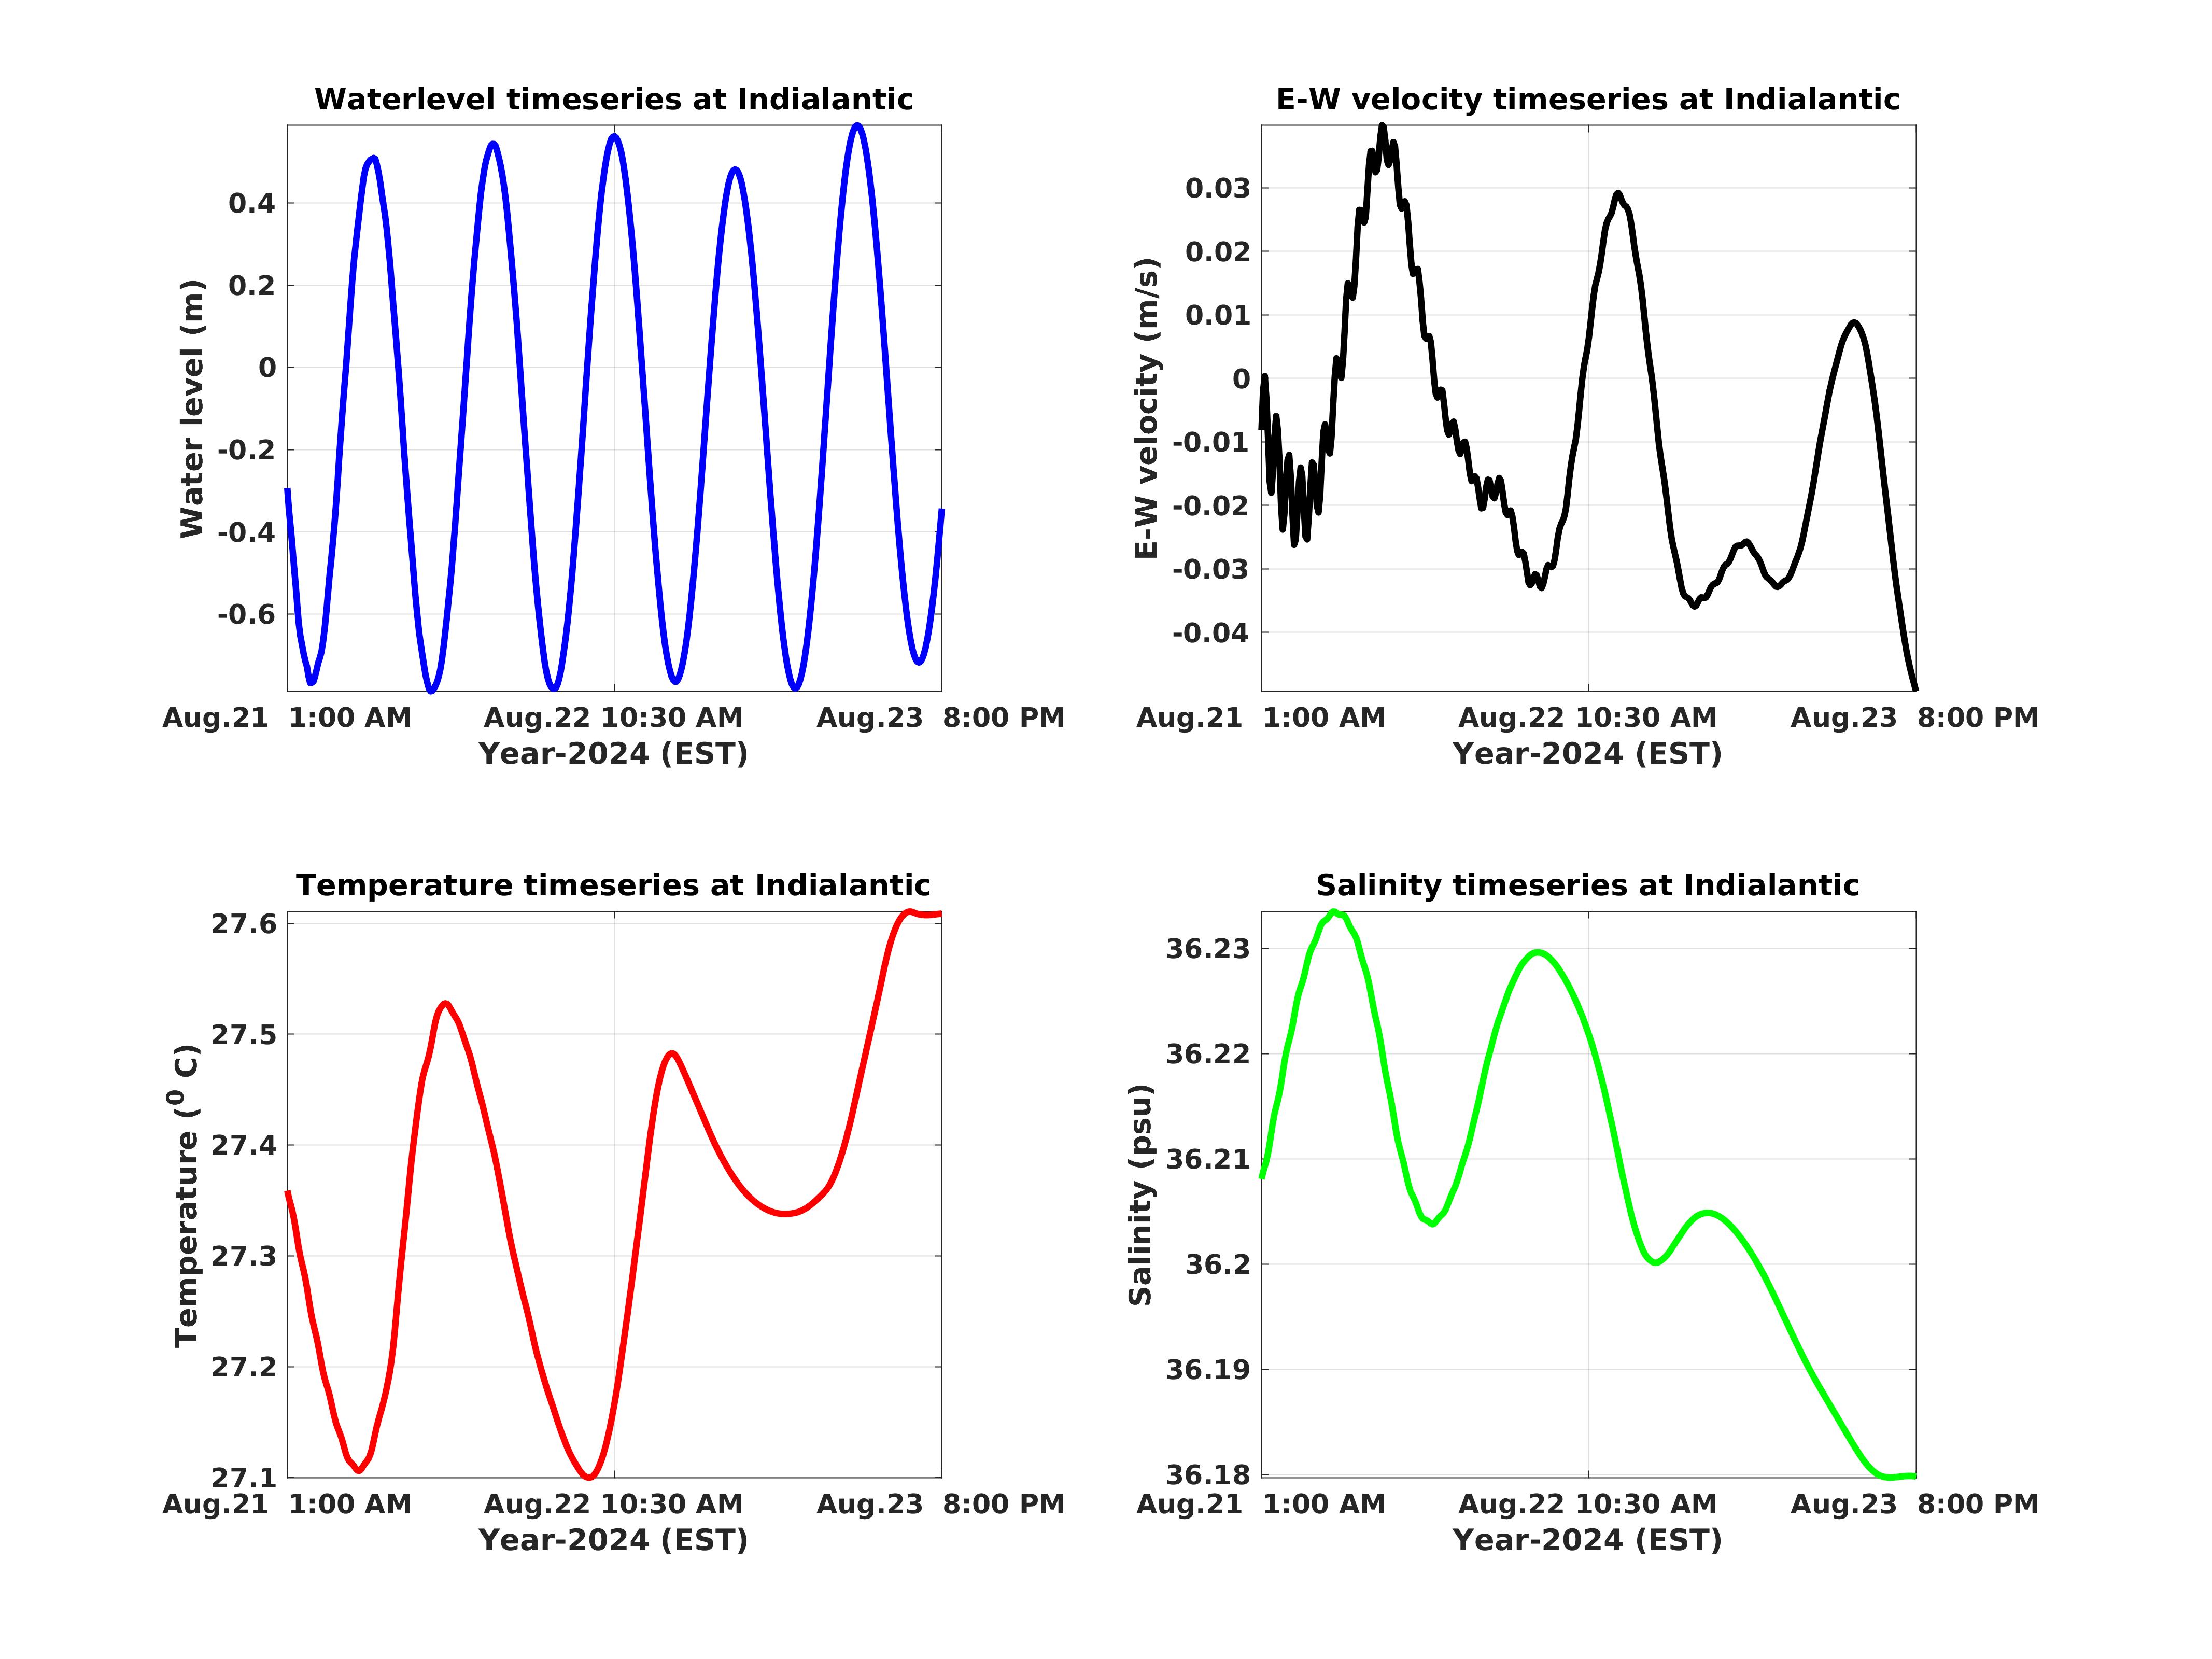 Waterlevel timeseries at Indialantic
Water level (m)
0.4
0.2
0
-0.2
-0.4
-0.6
Aug.21 1:00 AM
Aug.22 10:30 AM
Aug.23 8:00 PM
Year-2024 (EST)
E-W velocity timeseries at Indialantic
E-W velocity (m/s)
0.03
0.02
0.01
0
-0.01
-0.02
-0.03
-0.04
Aug.21 1:00 AM
Aug.22 10:30 AM
Aug.23 8:00 PM
Year-2024 (EST)
Temperature timeseries at Indialantic
Temperature (⁰ C)
27.6
27.5
27.4
27.3
27.2
27.1
Aug.21 1:00 AM
Aug.22 10:30 AM
Aug.23 8:00 PM
Year-2024 (EST)
Salinity timeseries at Indialantic
Salinity (psu)
36.23
36.22
36.21
36.2
36.19
36.18
Aug.21 1:00 AM
Aug.22 10:30 AM
Aug.23 8:00 PM
Year-2024 (EST)